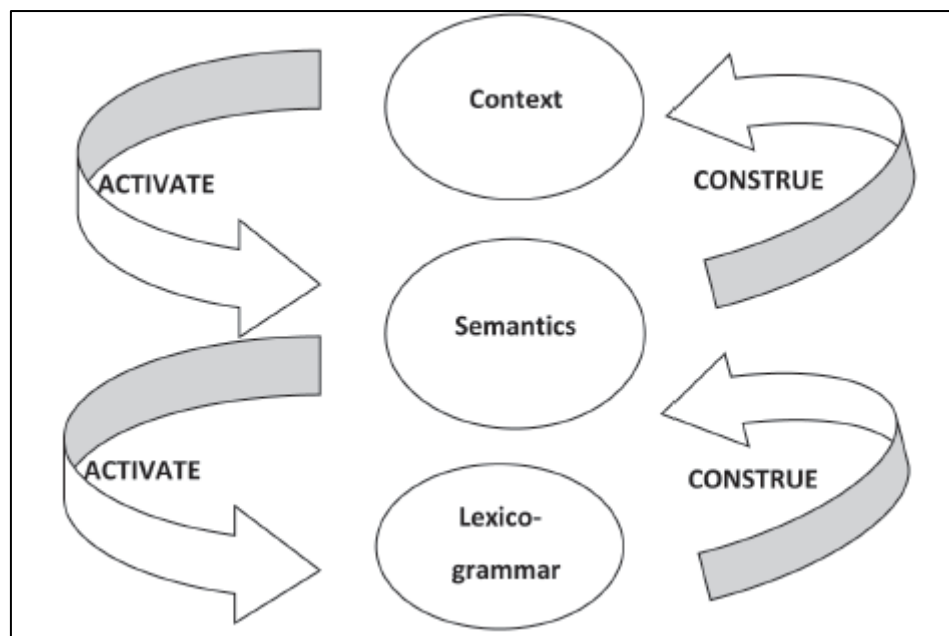 Context
ACTIVATE
CONSTRUE
Semantics
ACTIVATE
CONSTRUE
Lexico-
grammar